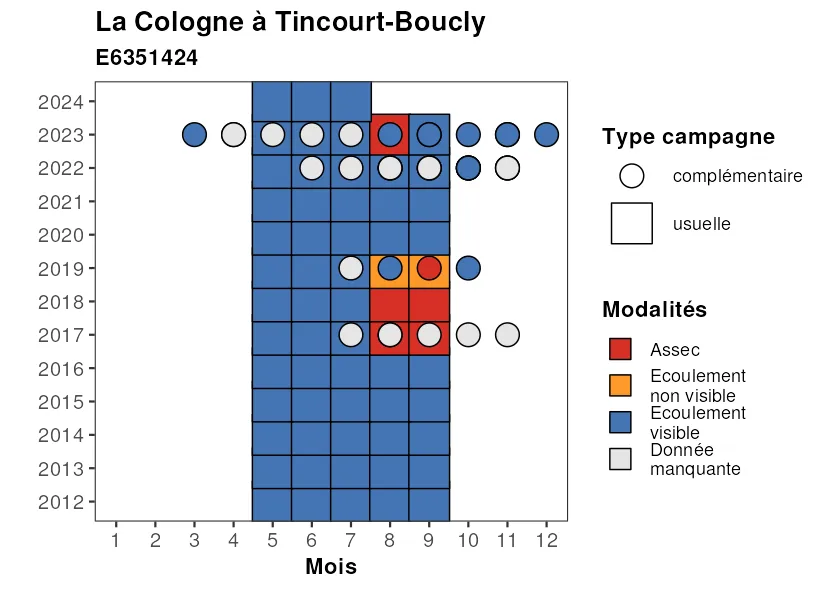 La Cologne à Tincourt-Boucly
E6351424
2024
2023
2022
2021
2020
2019
2018
2017
2016
2015
2014
2013
2012
1 2 3 4 5 6 7 8 9 10 11 12
Mois
Type campagne
complémentaire
usuelle
Modalités
Assec
Ecoulement
non visible
Ecoulement
visible
Donnée
manquante